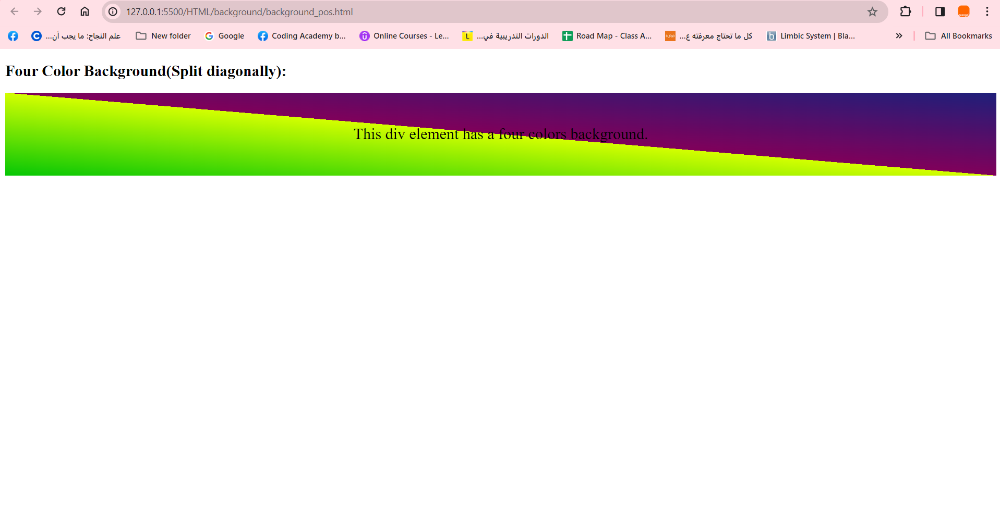 127.0.0.1:5500/HTML/background/background_pos.html
علم النجاح: ما يجب أن...
New folder
Google
Coding Academy b...
Online Courses - Le...
الدورات التدريبية في...
Road Map - Class A...
كل ما تحتاج معرفته ع...
Limbic System | Bla...
All Bookmarks
Four Color Background(Split diagonally):
This div element has a four colors background.